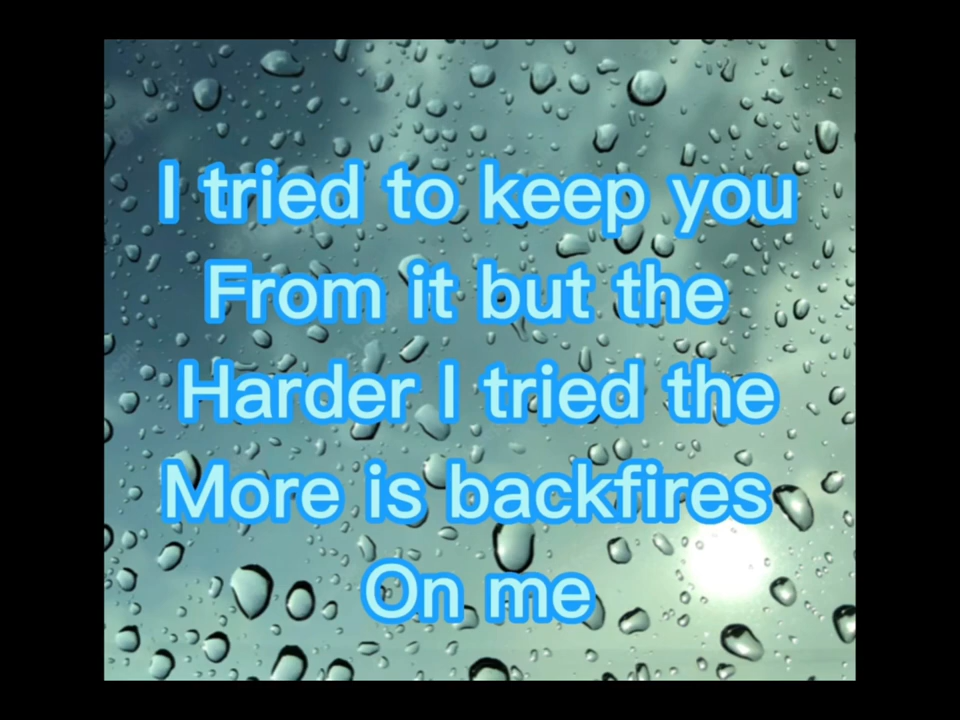 I tried to keep you
From it but the
Harder I tried the
More is backfires
On me